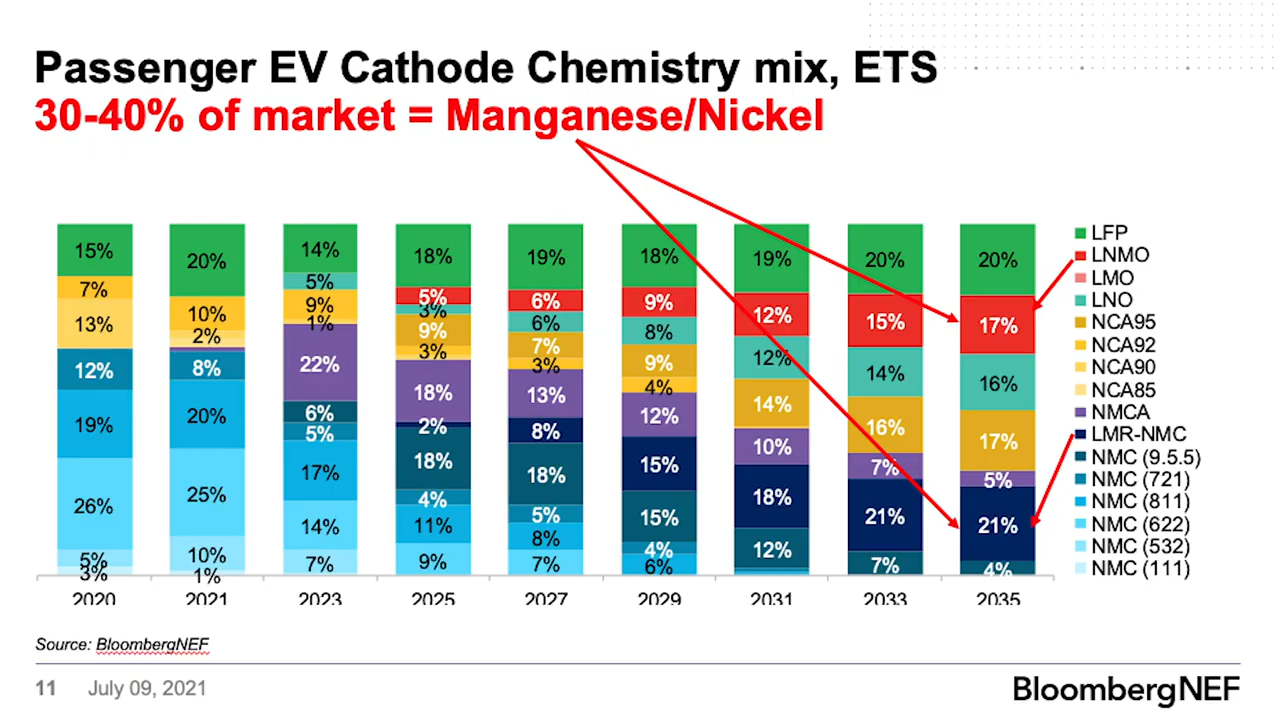 Passenger EV Cathode Chemistry mix, ETS
30-40% of market = Manganese/Nickel
15% 20% 14% 18% 19% 18% 19% 20% 20%
7% 10% 5% 5% 6% 9% 12% 15% 17%
13% 2% 9% 3% 6% 8% 12% 14% 16%
12% 8% 1% 9% 7% 9% 14% 16% 17%
19% 20% 22% 3% 3% 4% 10% 7% 5%
26% 25% 6% 18% 13% 12% 18% 21% 21%
5% 10% 5% 2% 8% 15% 12% 7% 4%
3% 1% 17% 18% 18% 15%
14% 4% 5% 4%
7% 11% 8% 6%
9% 7%
2020 2021 2023 2025 2027 2029 2031 2033 2035
LFP
LNMO
LMO
LNO
NCA95
NCA92
NCA90
NCA85
NMCA
LMR-NMC
NMC (9.5.5)
NMC (721)
NMC (811)
NMC (622)
NMC (532)
NMC (111)
Source: BloombergNEF
11 July 09, 2021
BloombergNEF